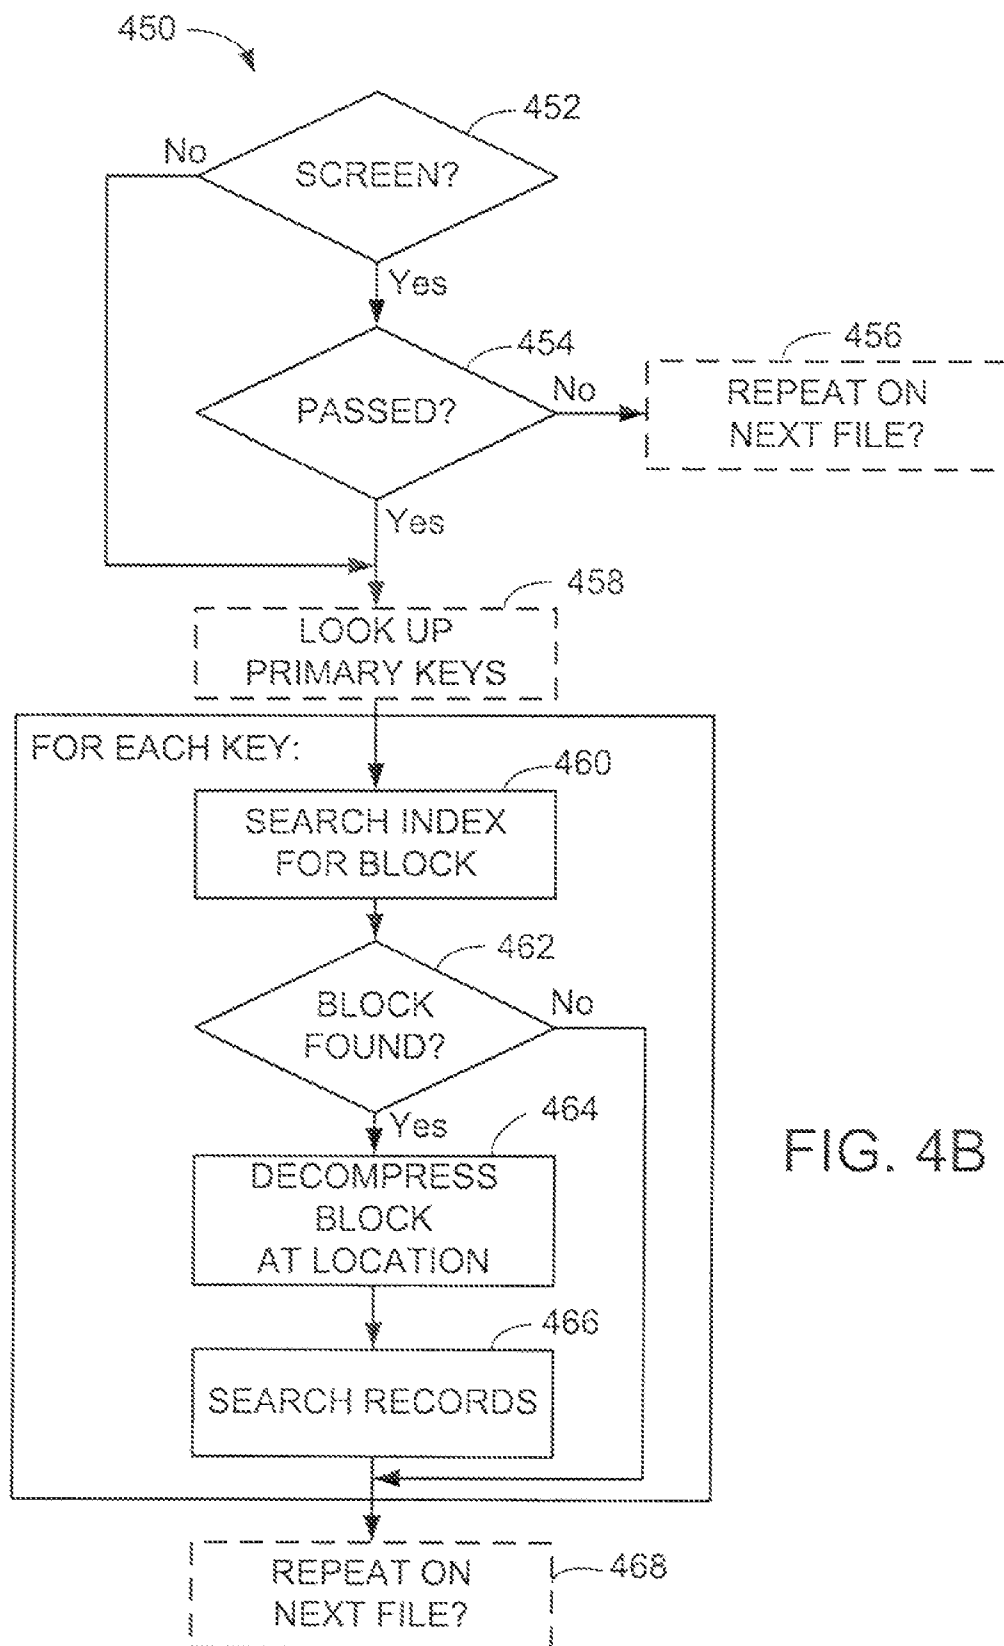 450
452
No
SCREEN?
Yes
454
456
PASSED?
No
REPEAT ON
NEXT FILE?
Yes
458
LOOK UP
PRIMARY KEYS
FOR EACH KEY:
460
SEARCH INDEX
FOR BLOCK
462
BLOCK
FOUND?
No
Yes
464
DECOMPRESS
BLOCK
AT LOCATION
FIG. 4B
466
SEARCH RECORDS
REPEAT ON
NEXT FILE?
468